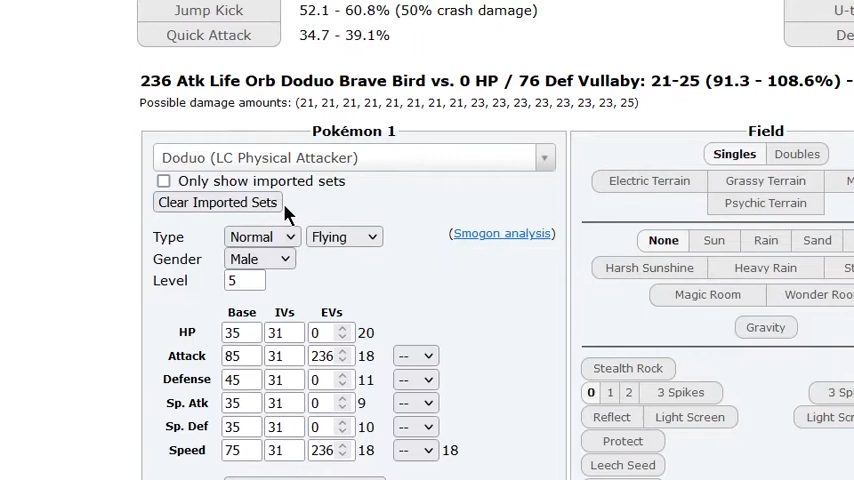 Jump Kick 52.1 - 60.8% (50% crash damage) U-t
Quick Attack 34.7 - 39.1% De
236 Atk Life Orb Doduo Brave Bird vs. 0 HP / 76 Def Vullaby: 21-25 (91.3 - 108.6%) -
Possible damage amounts: (21, 21, 21, 21, 21, 21, 21, 21, 23, 23, 23, 23, 23, 23, 23, 25)
Pokémon 1
Doduo (LC Physical Attacker)
Only show imported sets
Clear Imported Sets
Type Normal Flying (Smogon analysis)
Gender Male
Level 5
Base IVs EVs
HP 35 31 0 20
Attack 85 31 236 18 --
Defense 45 31 0 11 --
Sp. Atk 35 31 0 9 --
Sp. Def 35 31 0 10 --
Speed 75 31 236 18 -- 18
Field
Singles Doubles
Electric Terrain Grassy Terrain M
Psychic Terrain
None Sun Rain Sand
Harsh Sunshine Heavy Rain St
Magic Room Wonder Roo
Gravity
Stealth Rock
0 1 2 3 Spikes 3 Sp
Reflect Light Screen Light Scr
Protect
Leech Seed